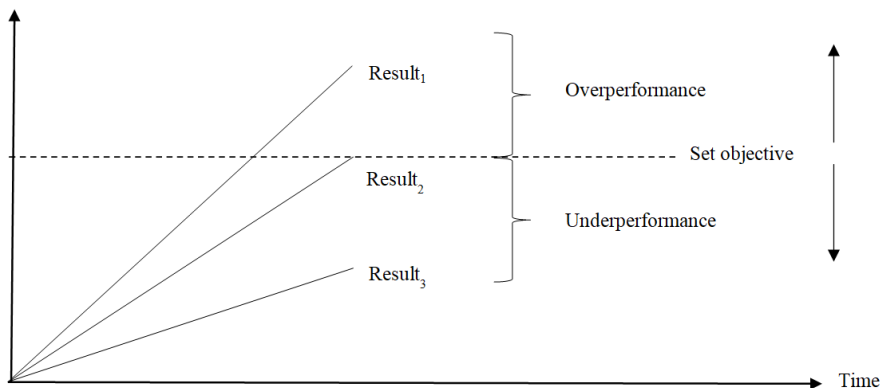 Result₁
Overperformance
Set objective
Result₂
Underperformance
Result₃
Time